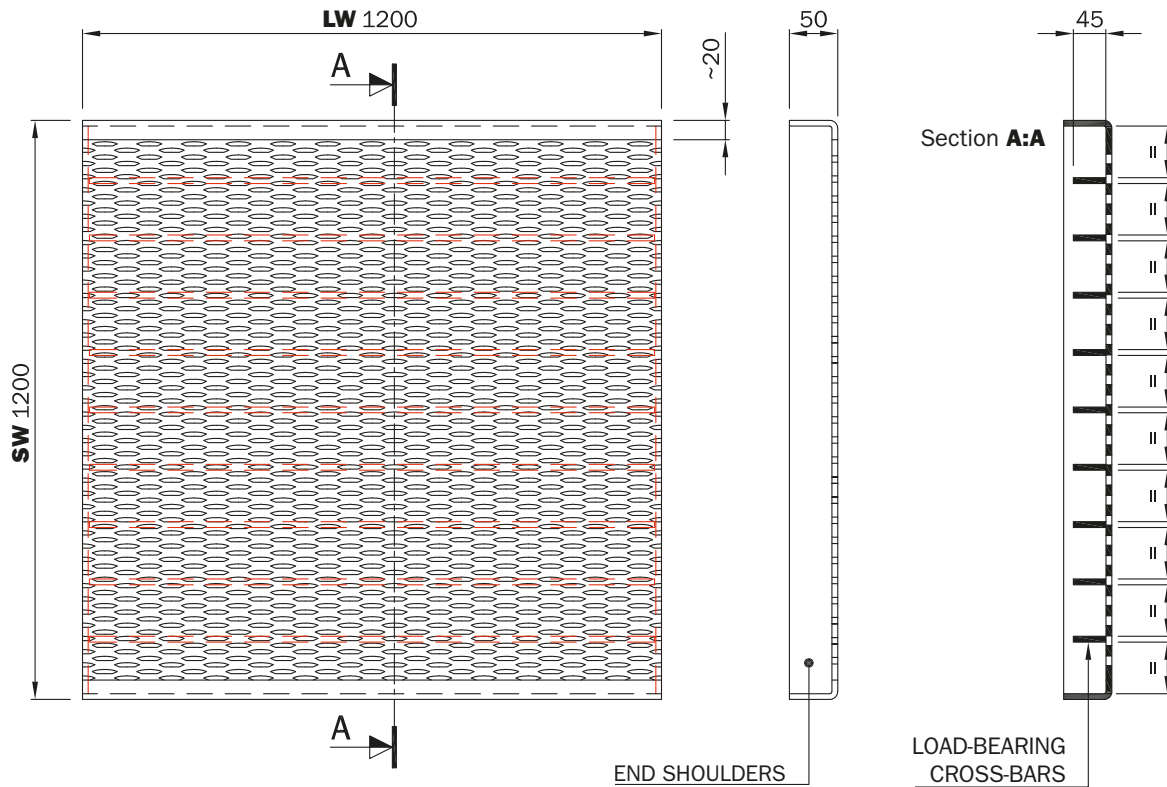 LW 1200
50
45
~20
A
Section A:A
SW 1200
A
END SHOULDERS
LOAD-BEARING
CROSS-BARS